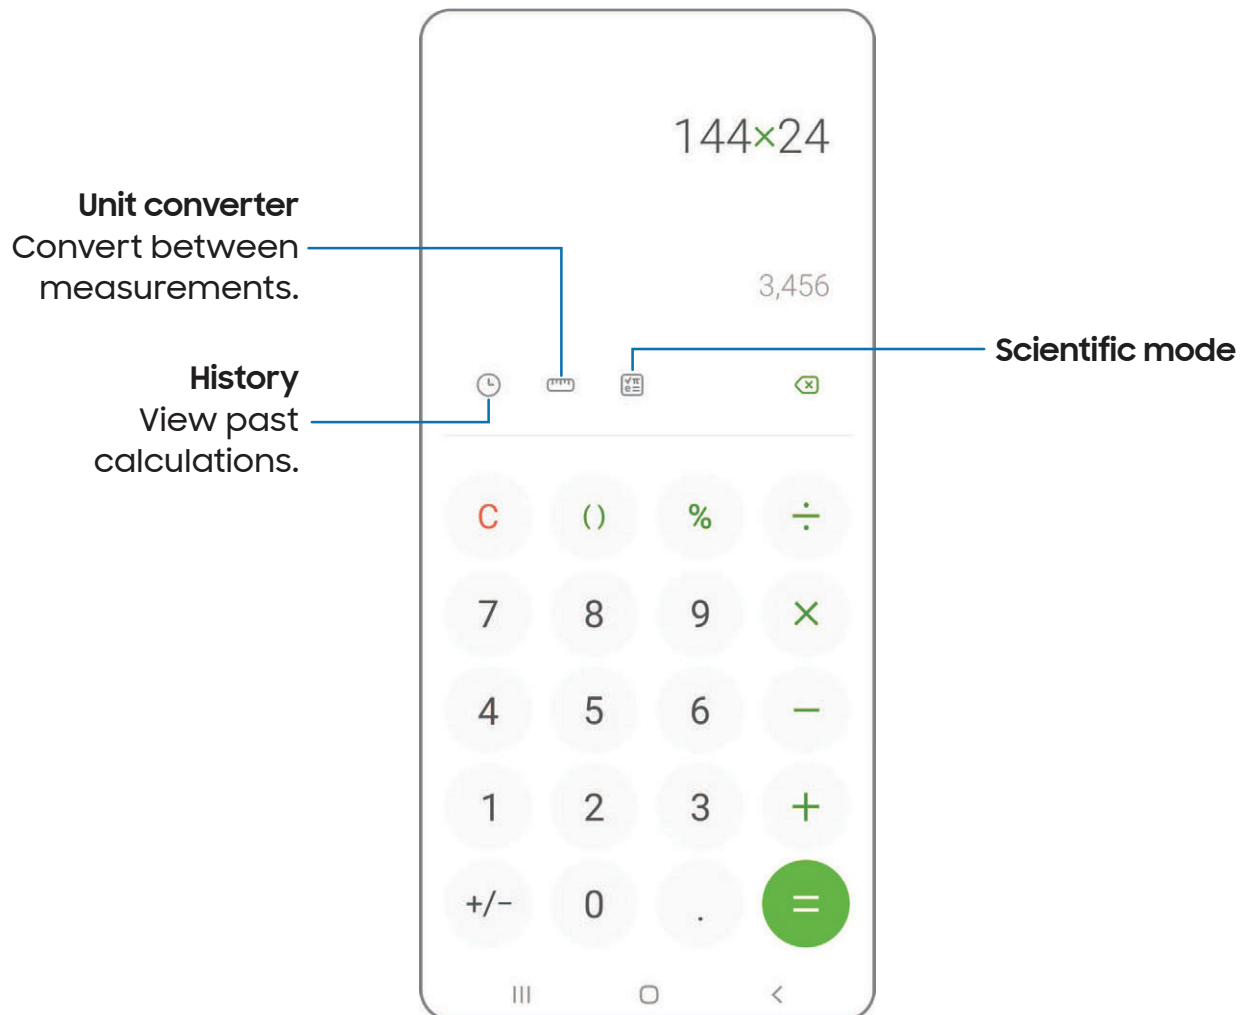 144×24
Unit converter
Convert between
measurements.
3,456
Scientific mode
History
View past
calculations.
C () % ÷
7 8 9 ×
4 5 6 −
1 2 3 +
+/− 0 . =